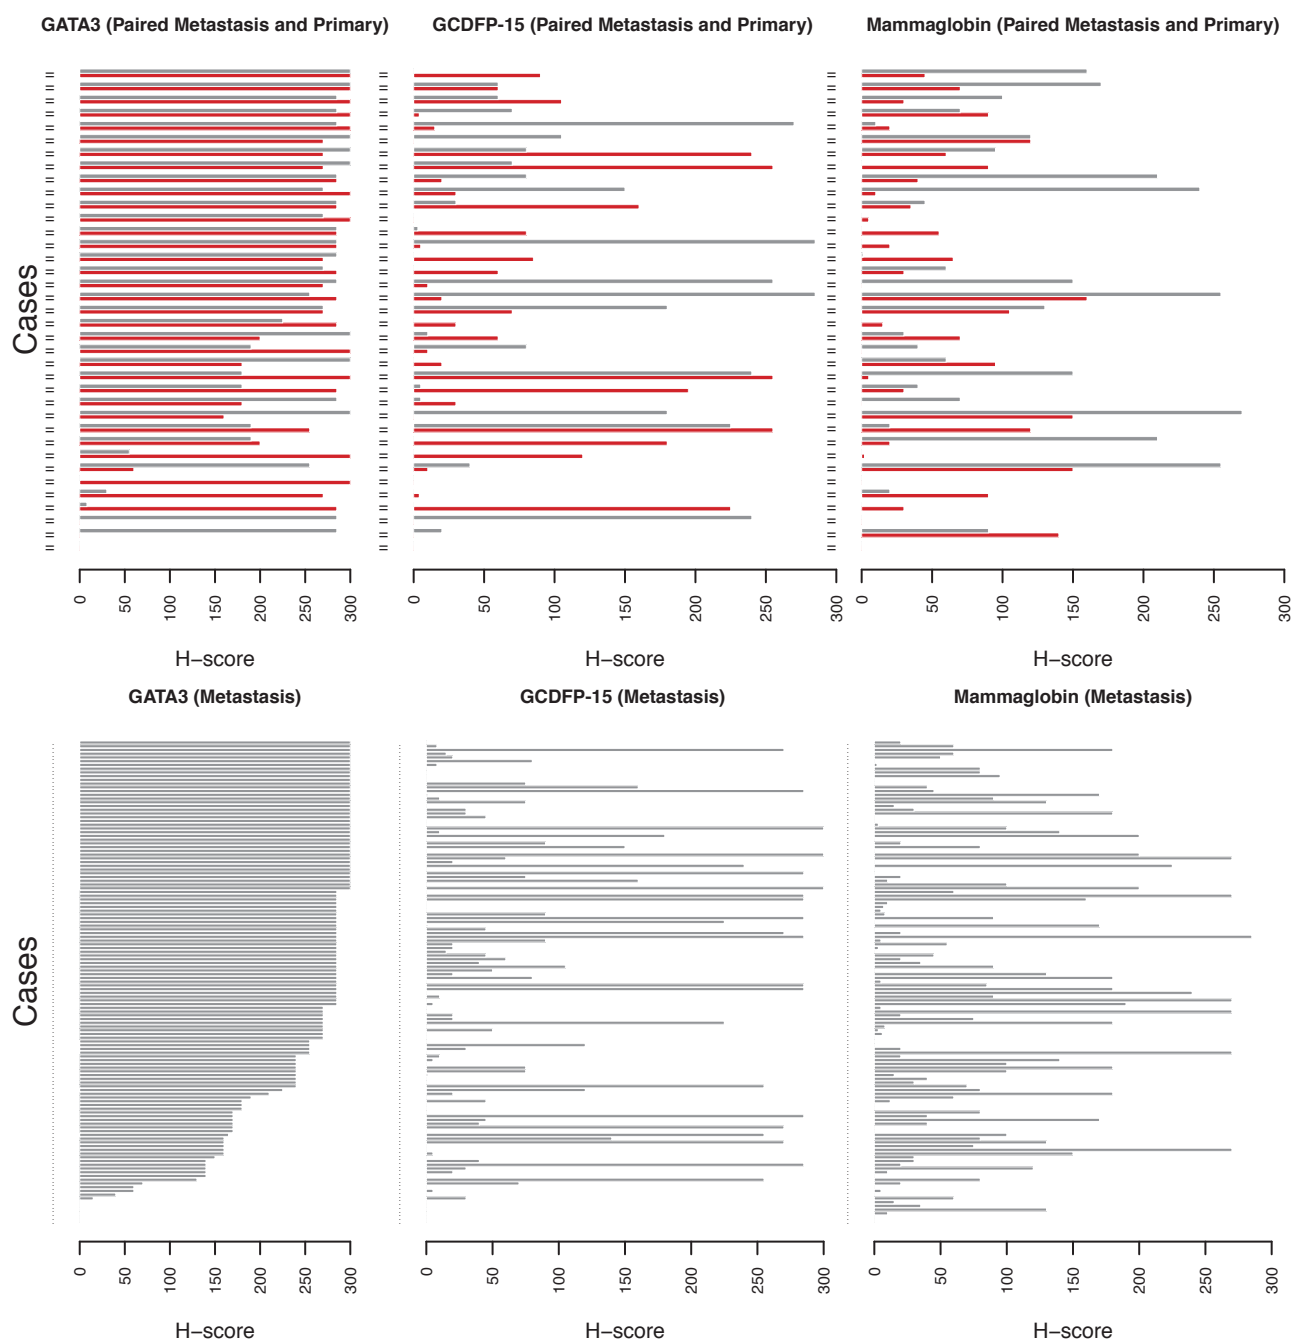 GATA3 (Paired Metastasis and Primary)
GCDFP-15 (Paired Metastasis and Primary)
Mammaglobin (Paired Metastasis and Primary)
Cases
0 50 100 150 200 250 300
0 50 100 150 200 250 300
0 50 100 150 200 250 300
H−score
H−score
H−score
GATA3 (Metastasis)
GCDFP-15 (Metastasis)
Mammaglobin (Metastasis)
Cases
0 50 100 150 200 250 300
0 50 100 150 200 250 300
0 50 100 150 200 250 300
H−score
H−score
H−score